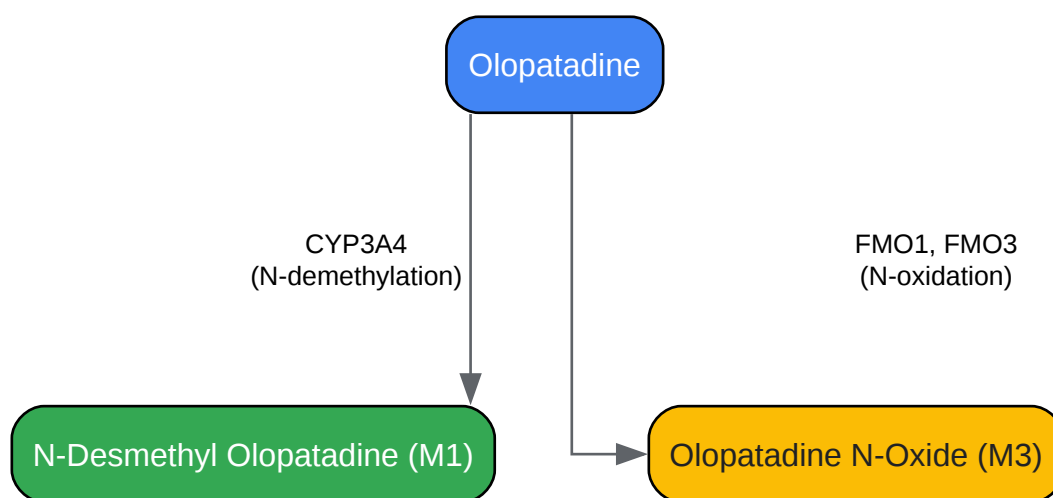 Olopatadine
CYP3A4
(N-demethylation)
FMO1, FMO3
(N-oxidation)
N-Desmethyl Olopatadine (M1)
Olopatadine N-Oxide (M3)